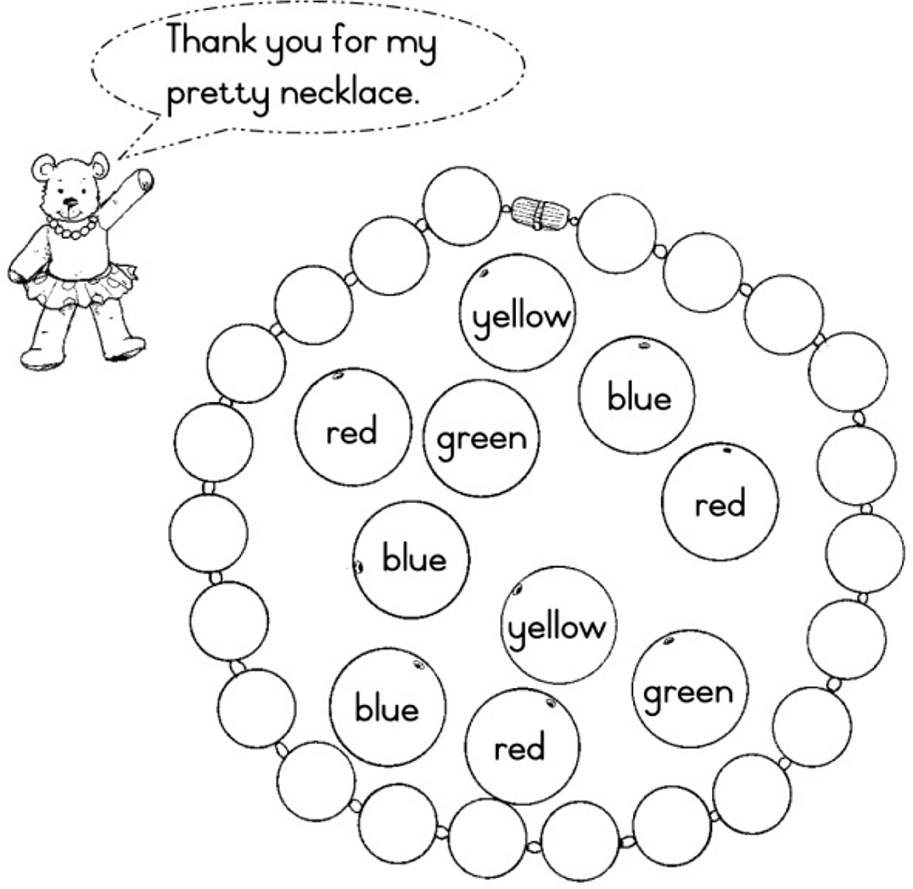 Thank you for my
pretty necklace.
yellow
blue
red
green
red
blue
yellow
green
blue
red